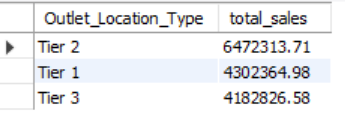 Outlet_Location_Type total_sales
Tier 2 6472313.71
Tier 1 4302364.98
Tier 3 4182826.58